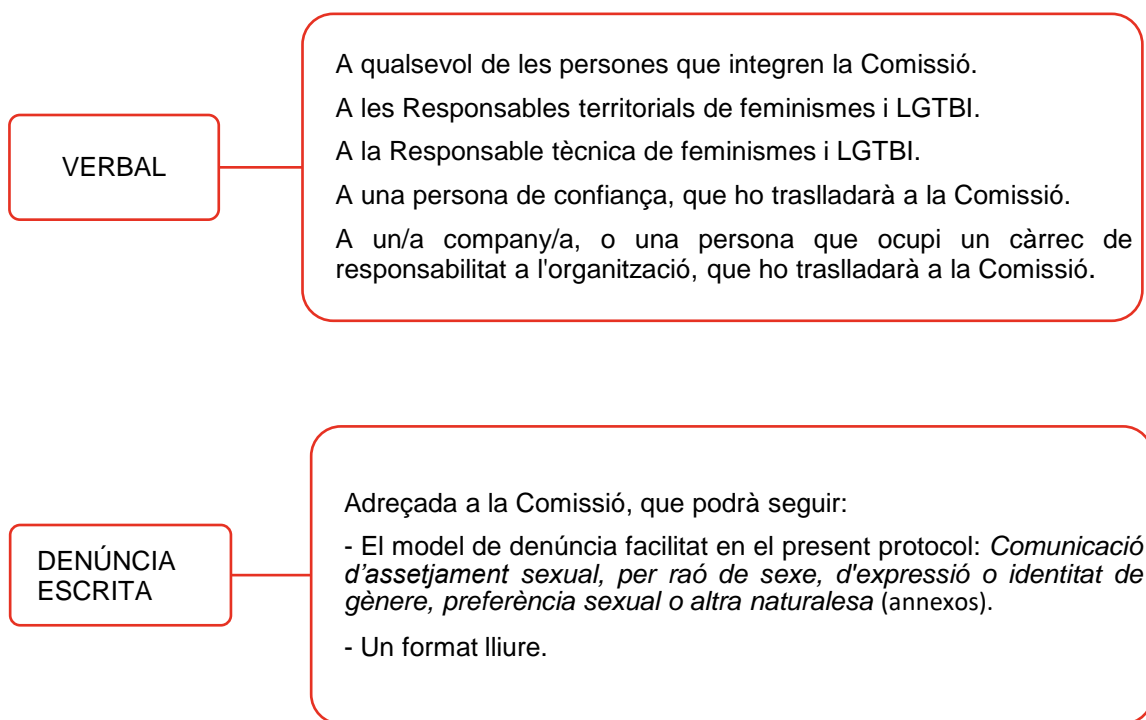 VERBAL
A qualsevol de les persones que integren la Comissió.
A les Responsables territorials de feminismes i LGTBI.
A la Responsable tècnica de feminismes i LGTBI.
A una persona de confiança, que ho traslladarà a la Comissió.
A un/a company/a, o una persona que ocupi un càrrec de
responsabilitat a l'organització, que ho traslladarà a la Comissió.
DENÚNCIA
ESCRITA
Adreçada a la Comissió, que podrà seguir:
- El model de denúncia facilitat en el present protocol: Comunicació
d’assetjament sexual, per raó de sexe, d'expressió o identitat de
gènere, preferència sexual o altra naturalesa (annexos).
- Un format lliure.